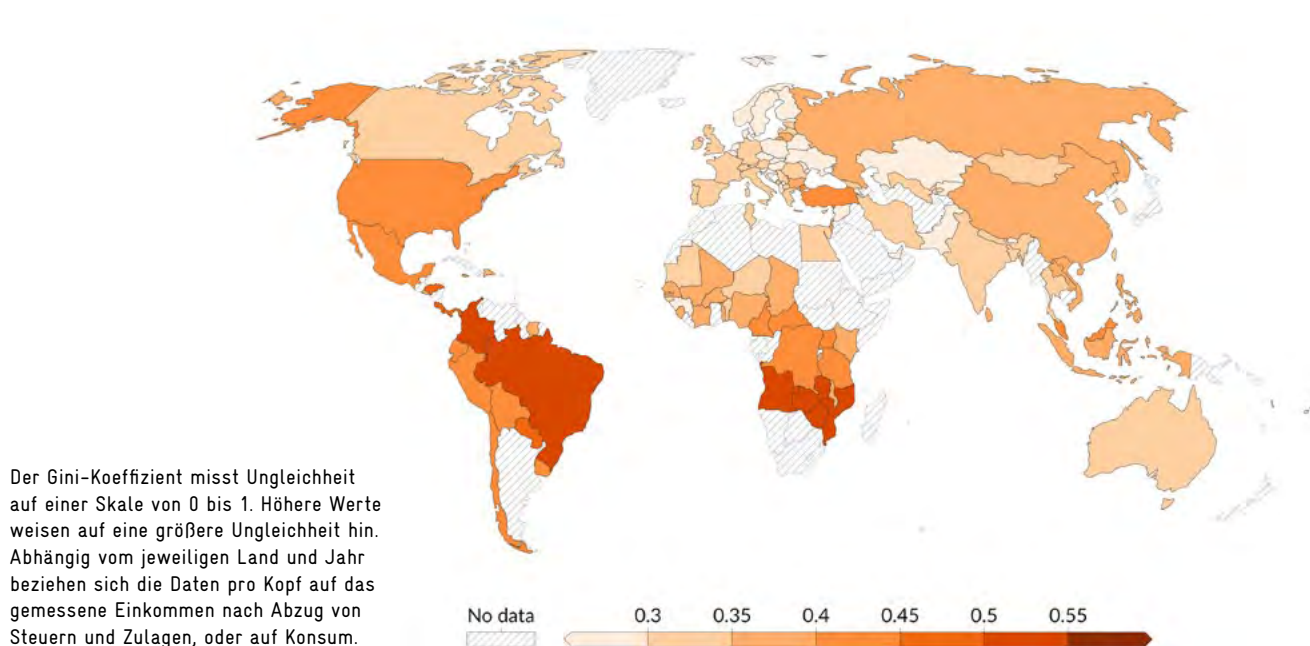 Der Gini-Koeffizient misst Ungleichheit
auf einer Skale von 0 bis 1. Höhere Werte
weisen auf eine größere Ungleichheit hin.
Abhängig vom jeweiligen Land und Jahr
beziehen sich die Daten pro Kopf auf das
gemessene Einkommen nach Abzug von
Steuern und Zulagen, oder auf Konsum.
No data 0.3 0.35 0.4 0.45 0.5 0.55